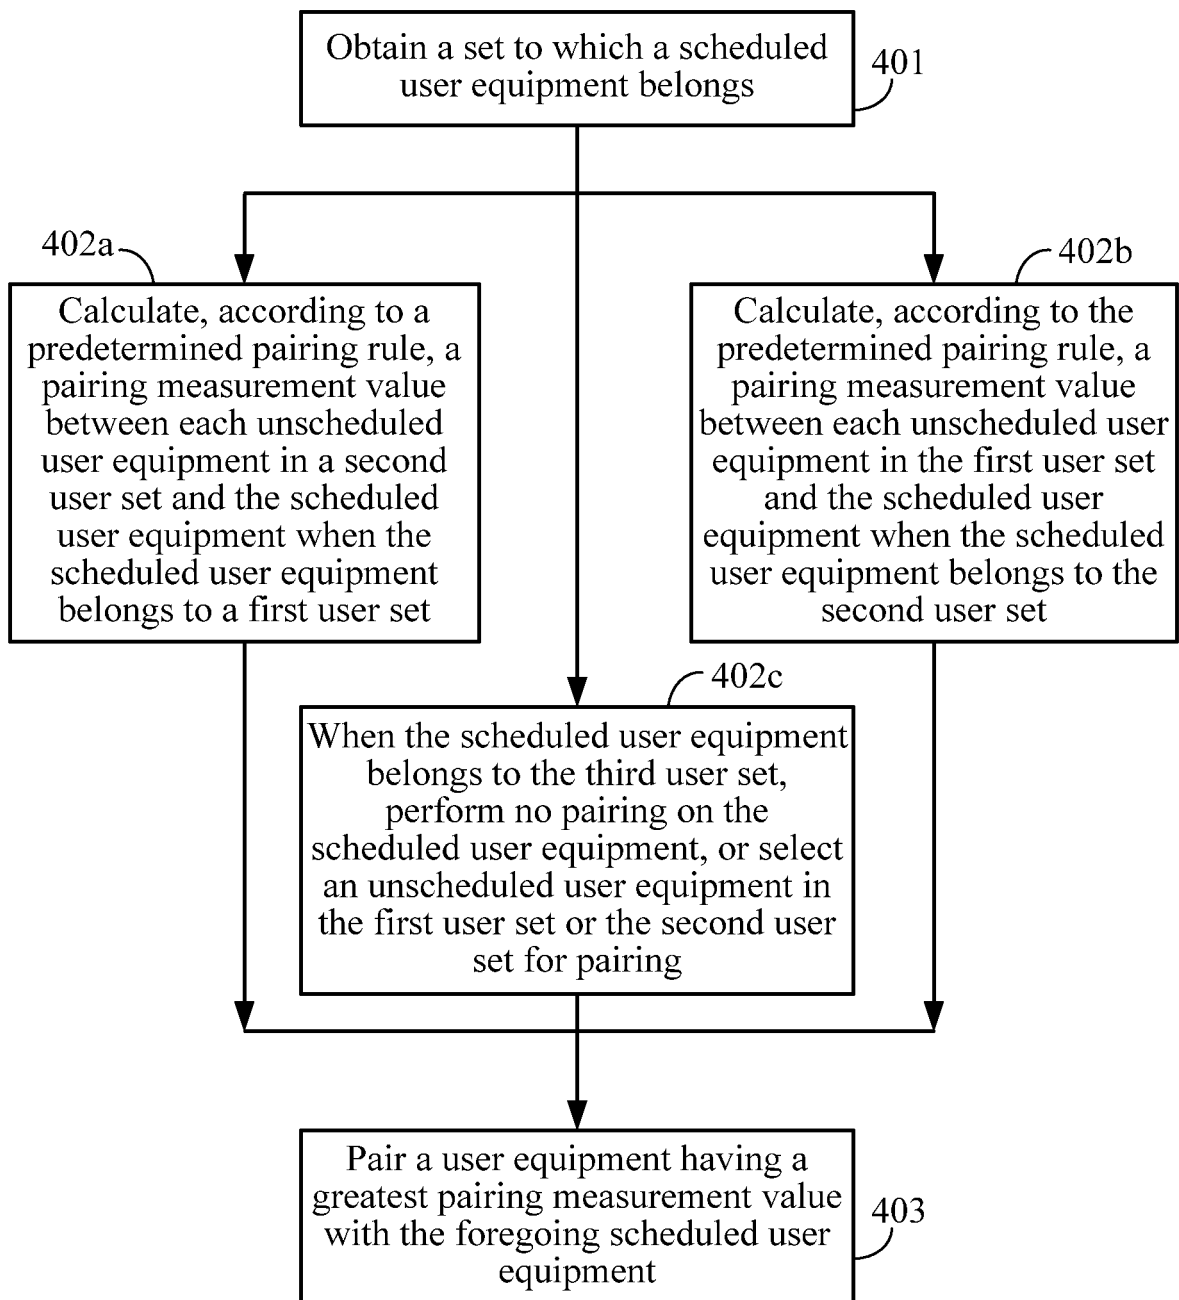 Obtain a set to which a scheduled
user equipment belongs
401
402a
Calculate, according to a
predetermined pairing rule, a
pairing measurement value
between each unscheduled
user equipment in a second
user set and the scheduled
user equipment when the
scheduled user equipment
belongs to a first user set
402b
Calculate, according to the
predetermined pairing rule, a
pairing measurement value
between each unscheduled user
equipment in the first user set
and the scheduled user
equipment when the scheduled
user equipment belongs to the
second user set
402c
When the scheduled user equipment
belongs to the third user set,
perform no pairing on the
scheduled user equipment, or select
an unscheduled user equipment in
the first user set or the second user
set for pairing
Pair a user equipment having a
greatest pairing measurement value
with the foregoing scheduled user
equipment
403